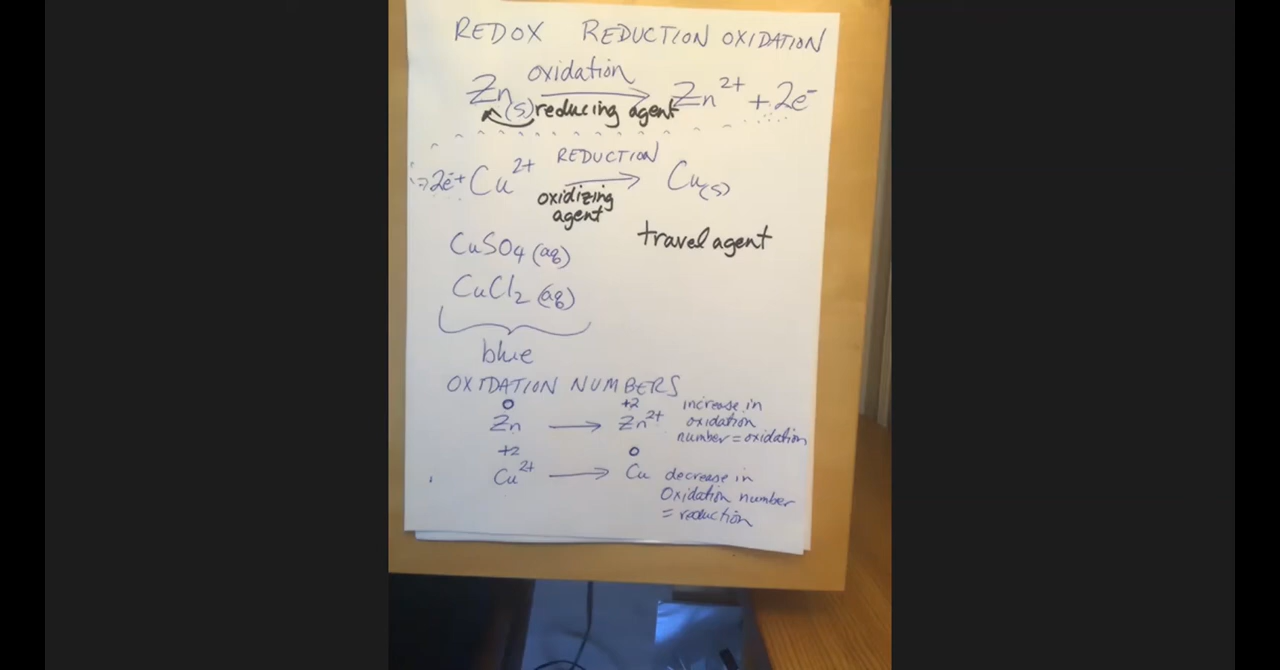 REDOX REDUCTION OXIDATION
oxidation
Zn(s) → Zn²⁺ + 2e⁻
reducing agent
REDUCTION
2e⁻ + Cu²⁺ → Cu(s)
oxidizing
agent
travel agent
CuSO₄ (aq)
CuCl₂ (aq)
blue
OXIDATION NUMBERS
0 +2 increase in
Zn → Zn²⁺ oxidation
number = oxidation
+2 0
Cu²⁺ → Cu decrease in
Oxidation number
= reduction